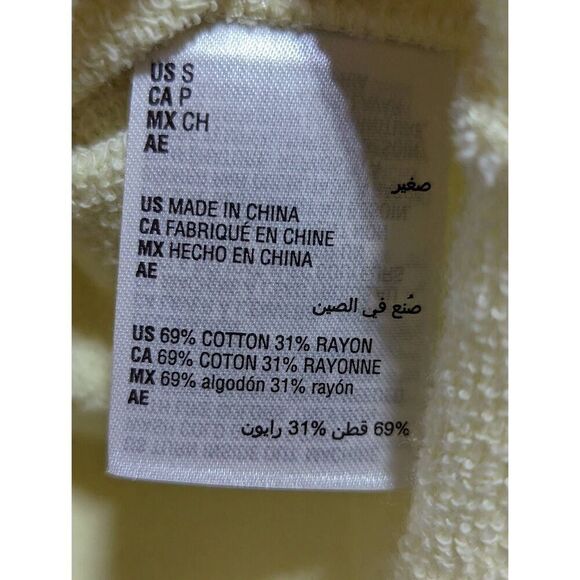 US S
CA P
MX CH
AE
صغير
US MADE IN CHINA
CA FABRIQUÉ EN CHINE
MX HECHO EN CHINA
AE
صُنع في الصين
US 69% COTTON 31% RAYON
CA 69% COTON 31% RAYONNE
MX 69% algodón 31% rayón
AE
69% قطن 31% رايون